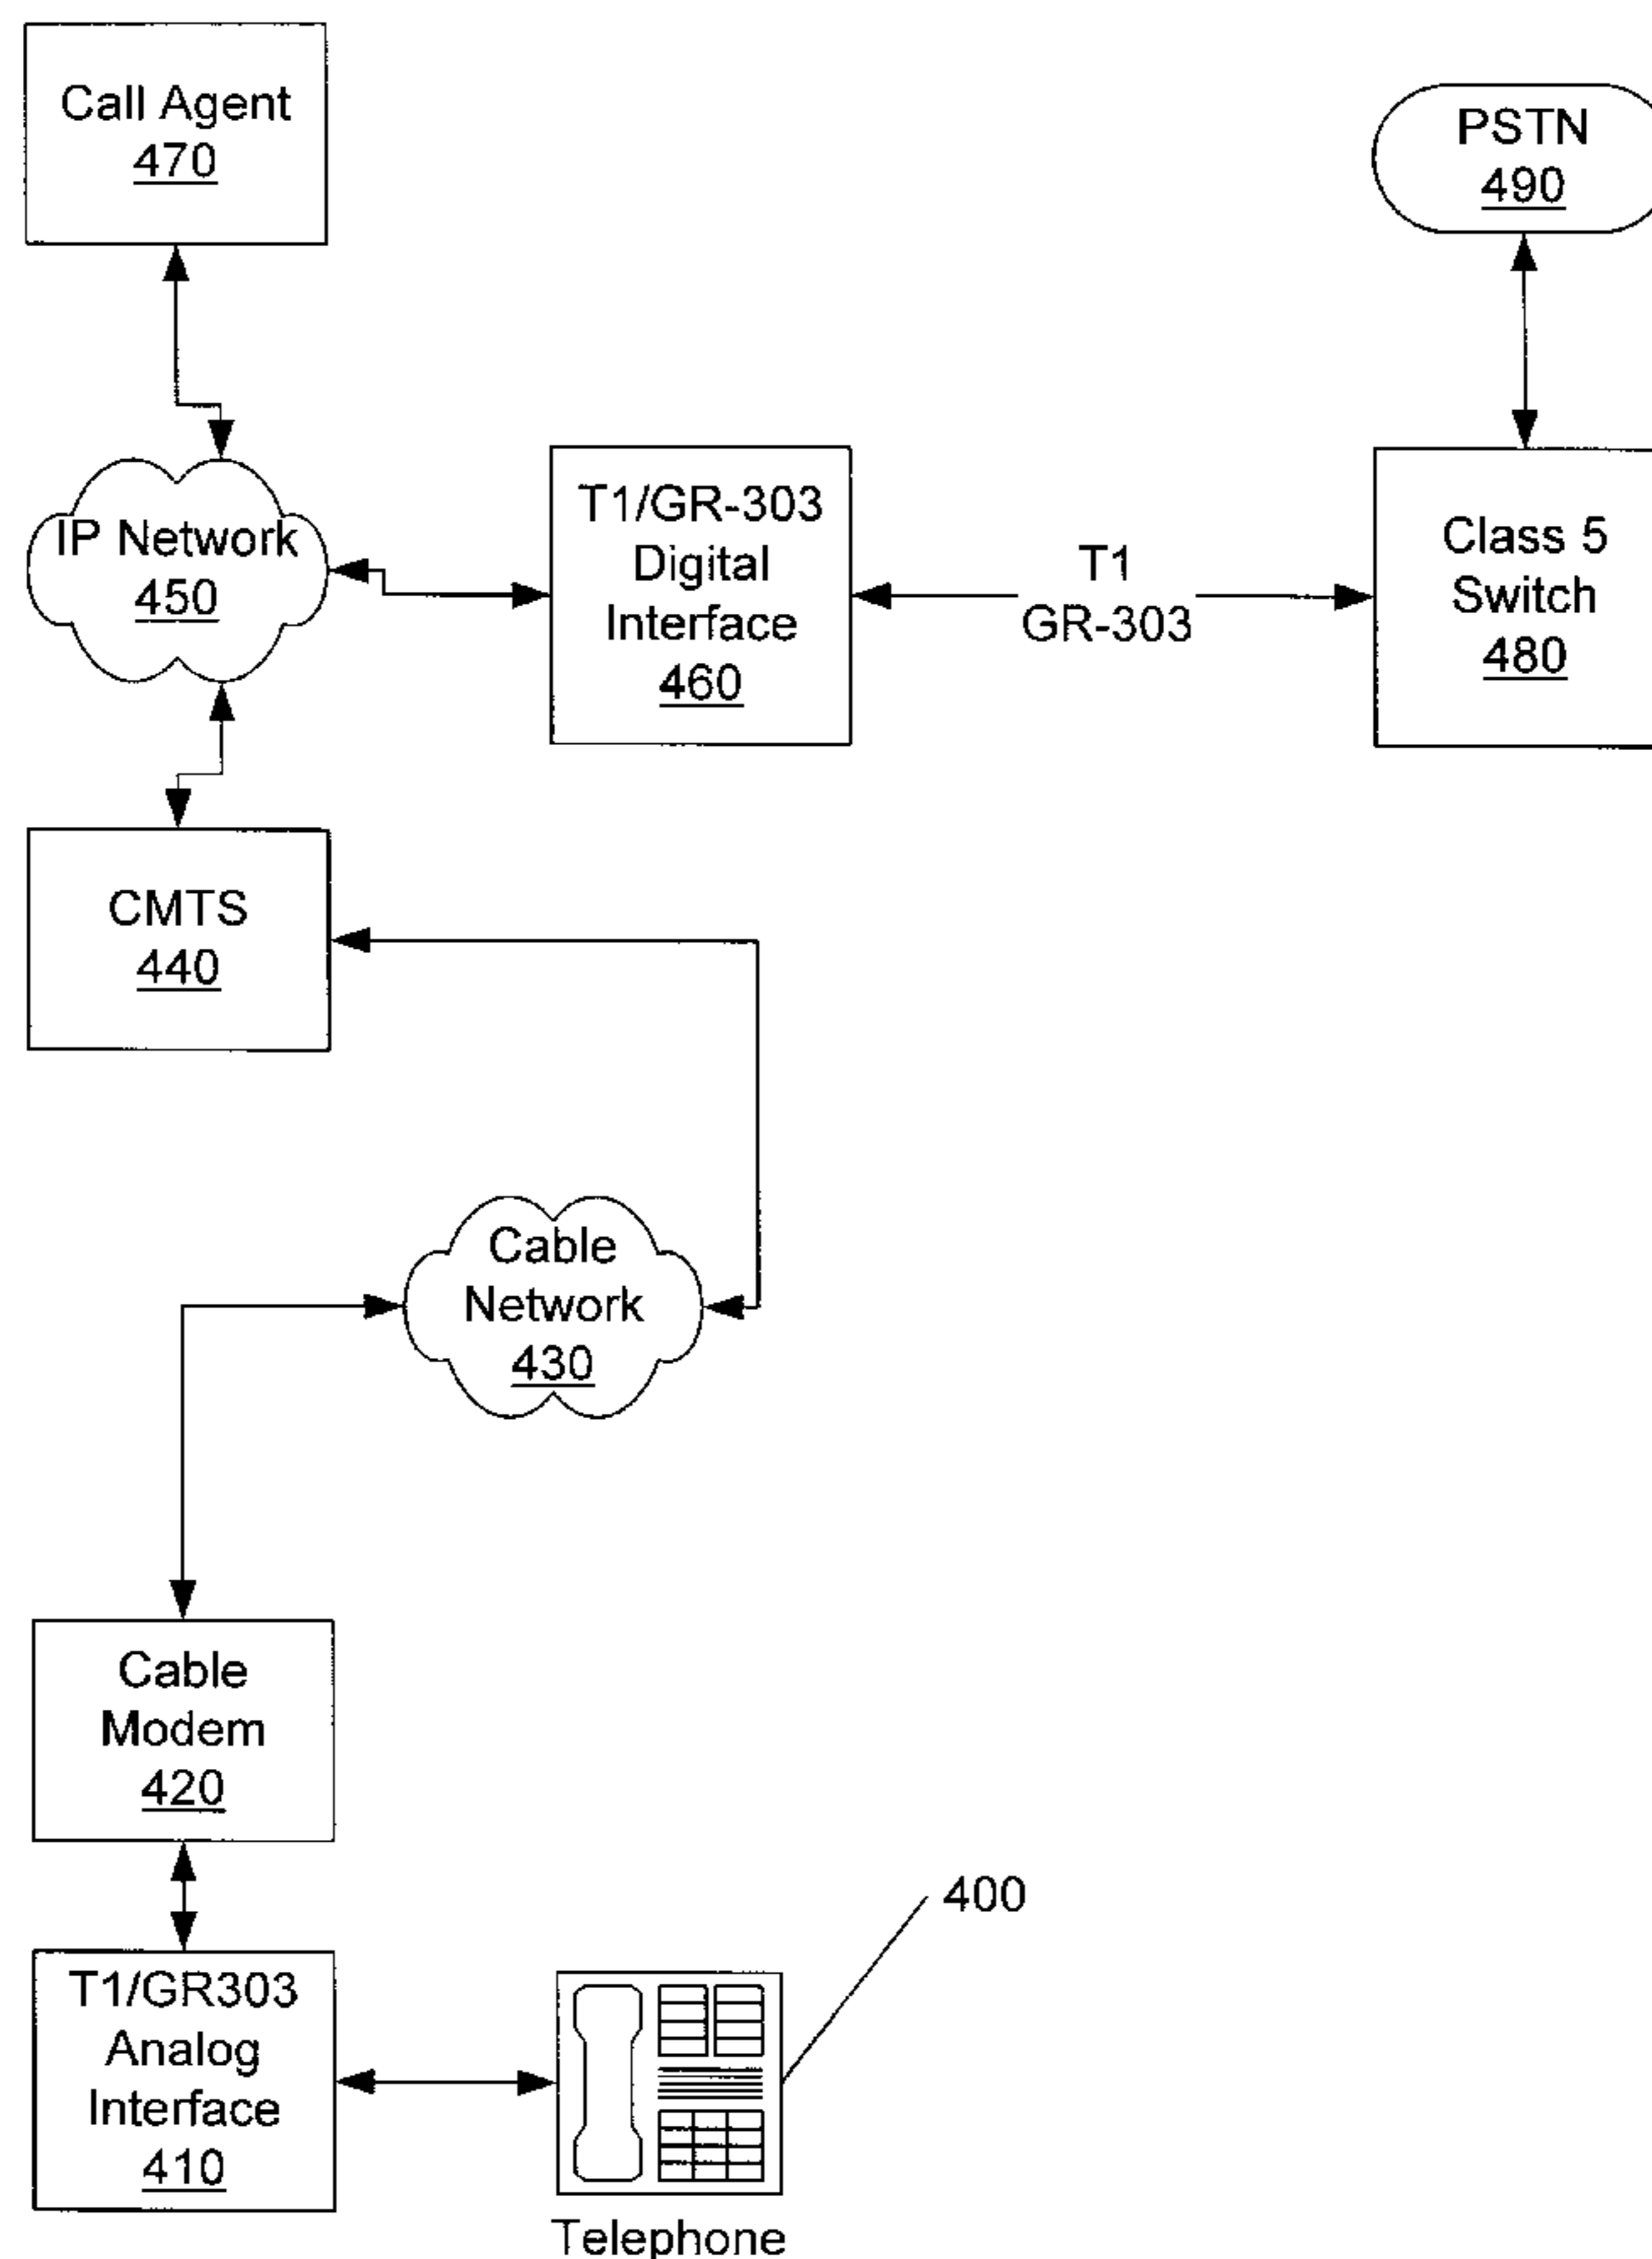 Call Agent
470
PSTN
490
IP Network
450
T1/GR-303
Digital
Interface
460
T1
GR-303
Class 5
Switch
480
CMTS
440
Cable
Network
430
Cable
Modem
420
400
T1/GR303
Analog
Interface
410
Telephone